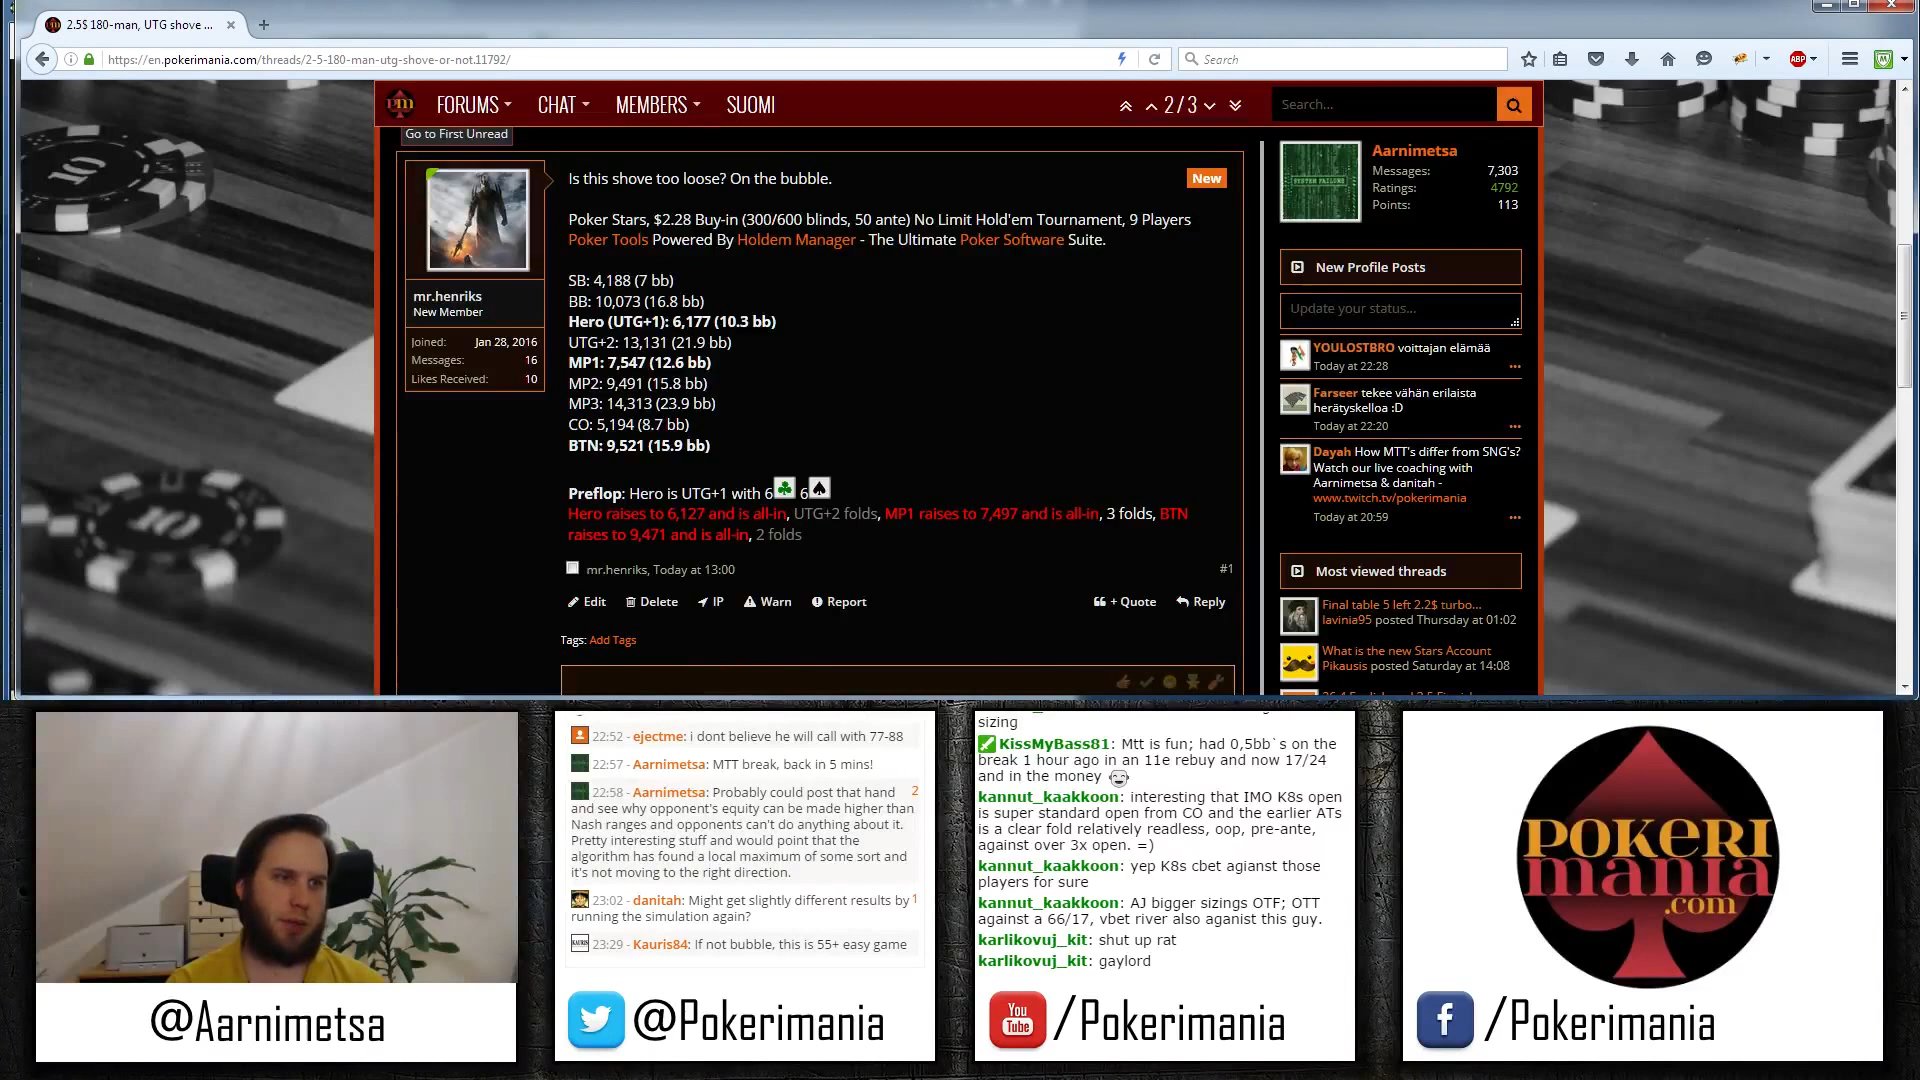 2.5$ 180-man, UTG shove ...
https://en.pokerimania.com/threads/2-5-180-man-utg-shove-or-not.11792/
Search
ABP
pm
FORUMS
CHAT
MEMBERS
SUOMI
2 / 3
Search...
Go to First Unread
Is this shove too loose? On the bubble.
New
Poker Stars, $2.28 Buy-in (300/600 blinds, 50 ante) No Limit Hold'em Tournament, 9 Players
Poker Tools Powered By Holdem Manager - The Ultimate Poker Software Suite.
SB: 4,188 (7 bb)
BB: 10,073 (16.8 bb)
Hero (UTG+1): 6,177 (10.3 bb)
UTG+2: 13,131 (21.9 bb)
MP1: 7,547 (12.6 bb)
MP2: 9,491 (15.8 bb)
MP3: 14,313 (23.9 bb)
CO: 5,194 (8.7 bb)
BTN: 9,521 (15.9 bb)
Preflop: Hero is UTG+1 with 6♣ 6♠
Hero raises to 6,127 and is all-in, UTG+2 folds, MP1 raises to 7,497 and is all-in, 3 folds, BTN
raises to 9,471 and is all-in, 2 folds
mr.henriks
New Member
Joined: Jan 28, 2016
Messages: 16
Likes Received: 10
mr.henriks, Today at 13:00
#1
Edit Delete IP Warn Report
+ Quote Reply
Tags: Add Tags
SYSTEM FAILURE
Aarnimetsa
Messages: 7,303
Ratings: 4792
Points: 113
New Profile Posts
Update your status...
YOULOSTBRO voittajan elämää
Today at 22:28
Farseer tekee vähän erilaista
herätyskelloa :D
Today at 22:20
Dayah How MTT's differ from SNG's?
Watch our live coaching with
Aarnimetsa & danitah -
www.twitch.tv/pokerimania
Today at 20:59
Most viewed threads
Final table 5 left 2.2$ turbo...
lavinia95 posted Thursday at 01:02
What is the new Stars Account
Pikausis posted Saturday at 14:08
@Aarnimetsa
22:52 - ejectme: i dont believe he will call with 77-88
22:57 - Aarnimetsa: MTT break, back in 5 mins!
22:58 - Aarnimetsa: Probably could post that hand 2
and see why opponent's equity can be made higher than
Nash ranges and opponents can't do anything about it.
Pretty interesting stuff and would point that the
algorithm has found a local maximum of some sort and
it's not moving to the right direction.
23:02 - danitah: Might get slightly different results by 1
running the simulation again?
KAURIS
23:29 - Kauris84: If not bubble, this is 55+ easy game
@Pokerimania
sizing
KissMyBass81: Mtt is fun; had 0,5bb`s on the
break 1 hour ago in an 11e rebuy and now 17/24
and in the money
kannut_kaakkoon: interesting that IMO K8s open
is super standard open from CO and the earlier ATs
is a clear fold relatively readless, oop, pre-ante,
against over 3x open. =)
kannut_kaakkoon: yep K8s cbet agianst those
players for sure
kannut_kaakkoon: AJ bigger sizings OTF; OTT
against a 66/17, vbet river also aganist this guy.
karlikovuj_kit: shut up rat
karlikovuj_kit: gaylord
You
Tube
/Pokerimania
POKERI
mania
.com
f
/Pokerimania